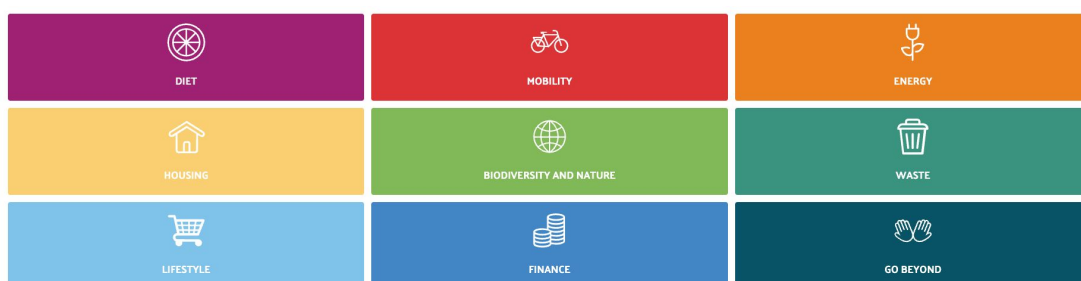 DIET
MOBILITY
ENERGY
HOUSING
BIODIVERSITY AND NATURE
WASTE
LIFESTYLE
FINANCE
GO BEYOND